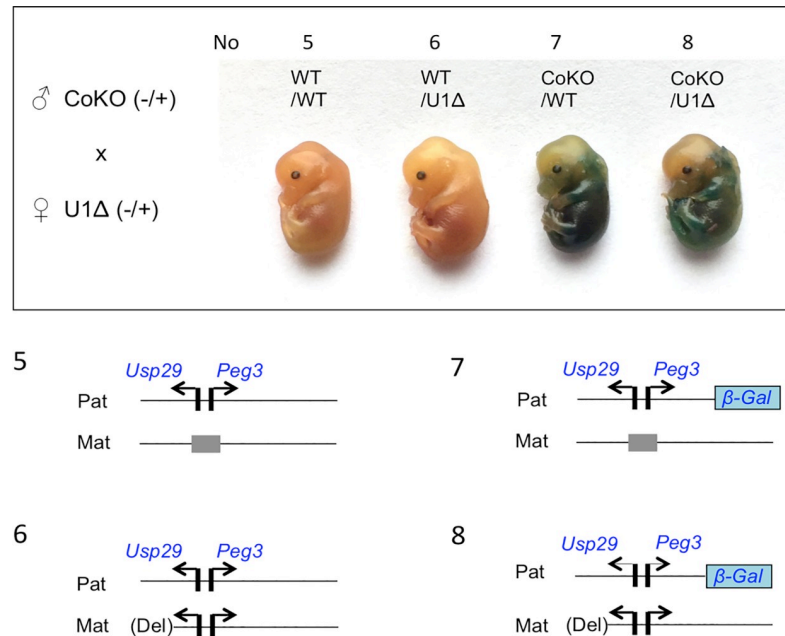 No 5 6 7 8
♂ CoKO (-/+)
x
♀ U1Δ (-/+)
WT
/WT
WT
/U1Δ
CoKO
/WT
CoKO
/U1Δ
5
Usp29 Peg3
Pat
Mat
7
Usp29 Peg3
Pat β-Gal
Mat
6
Usp29 Peg3
Pat
Mat (Del)
8
Usp29 Peg3
Pat β-Gal
Mat (Del)